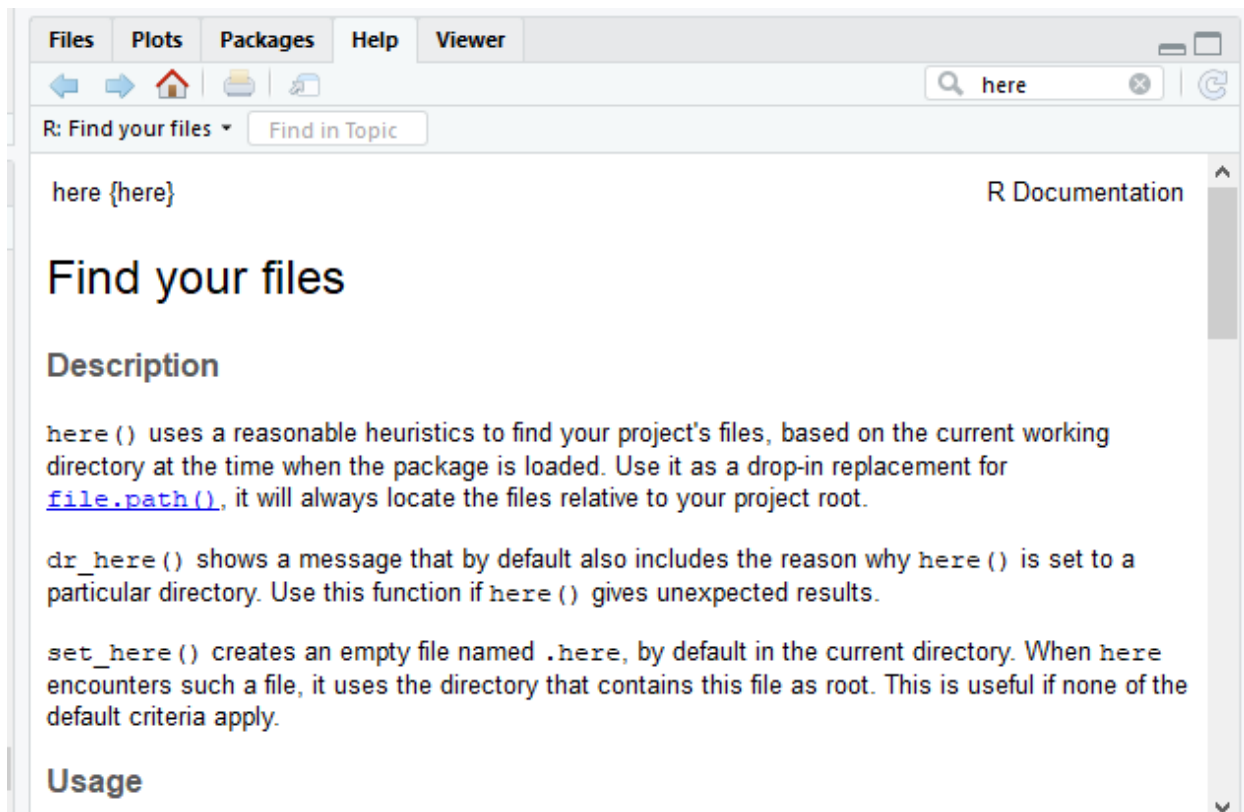 Files Plots Packages Help Viewer
here
R: Find your files Find in Topic
here {here} R Documentation
Find your files
Description
here() uses a reasonable heuristics to find your project's files, based on the current working
directory at the time when the package is loaded. Use it as a drop-in replacement for
file.path(), it will always locate the files relative to your project root.
dr_here() shows a message that by default also includes the reason why here() is set to a
particular directory. Use this function if here() gives unexpected results.
set_here() creates an empty file named .here, by default in the current directory. When here
encounters such a file, it uses the directory that contains this file as root. This is useful if none of the
default criteria apply.
Usage